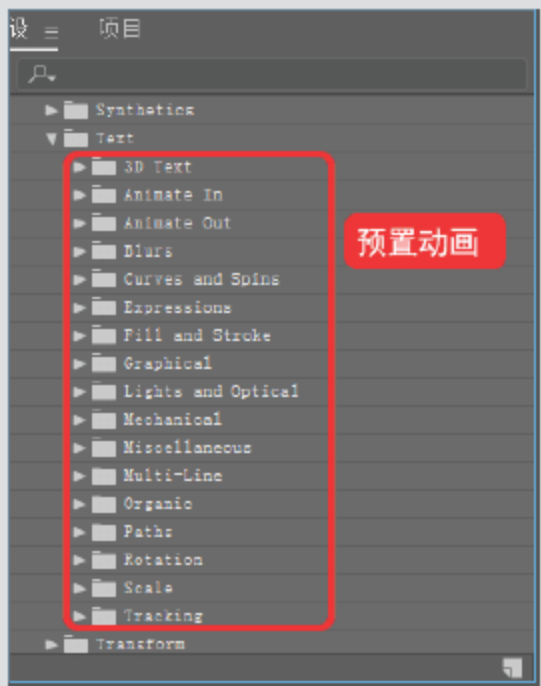 设 项目
Synthetics
Text
3D Text
Animate In
Animate Out
预置动画
Blurs
Curves and Spins
Expressions
Fill and Stroke
Graphical
Lights and Optical
Mechanical
Miscellaneous
Multi-Line
Organic
Paths
Rotation
Scale
Tracking
Transform